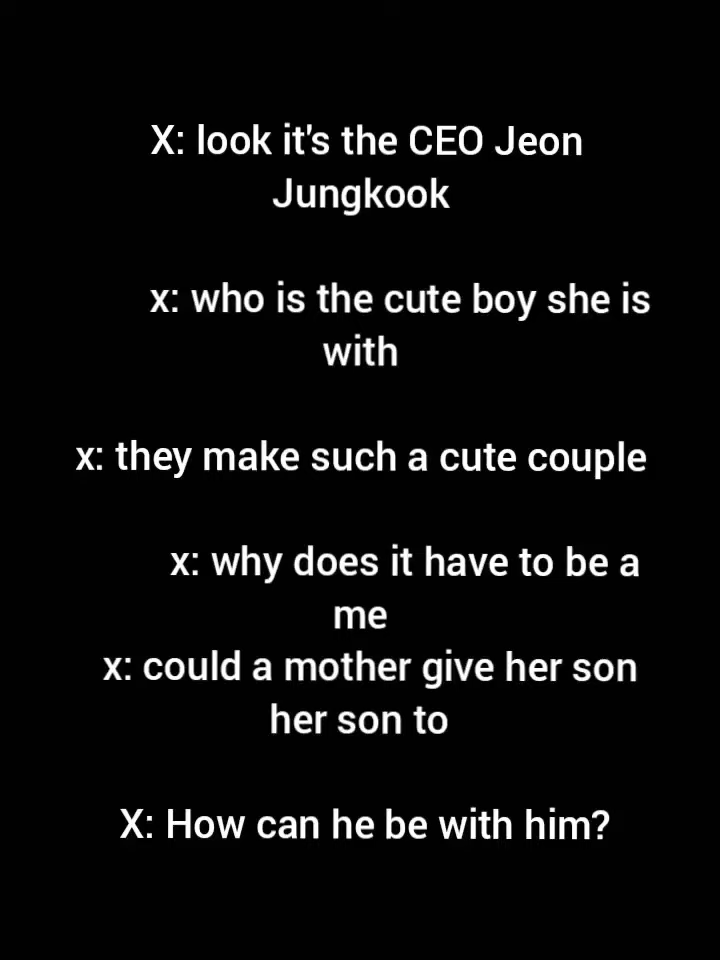 X: look it's the CEO Jeon
Jungkook
x: who is the cute boy she is
with
x: they make such a cute couple
x: why does it have to be a
me
x: could a mother give her son
her son to
X: How can he be with him?